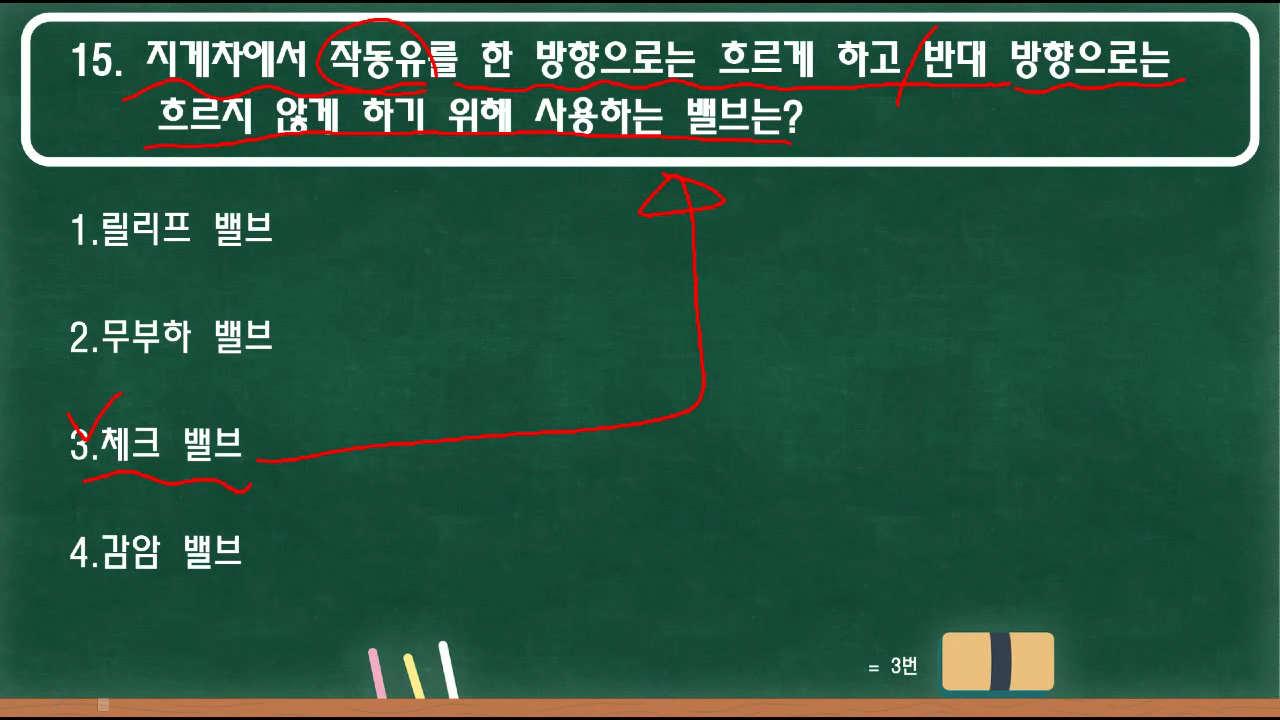 15. 지게차에서 작동유를 한 방향으로는 흐르게 하고 반대 방향으로는
흐르지 않게 하기 위해 사용하는 밸브는?
1.릴리프 밸브
2.무부하 밸브
3.체크 밸브
4.감암 밸브
= 3번